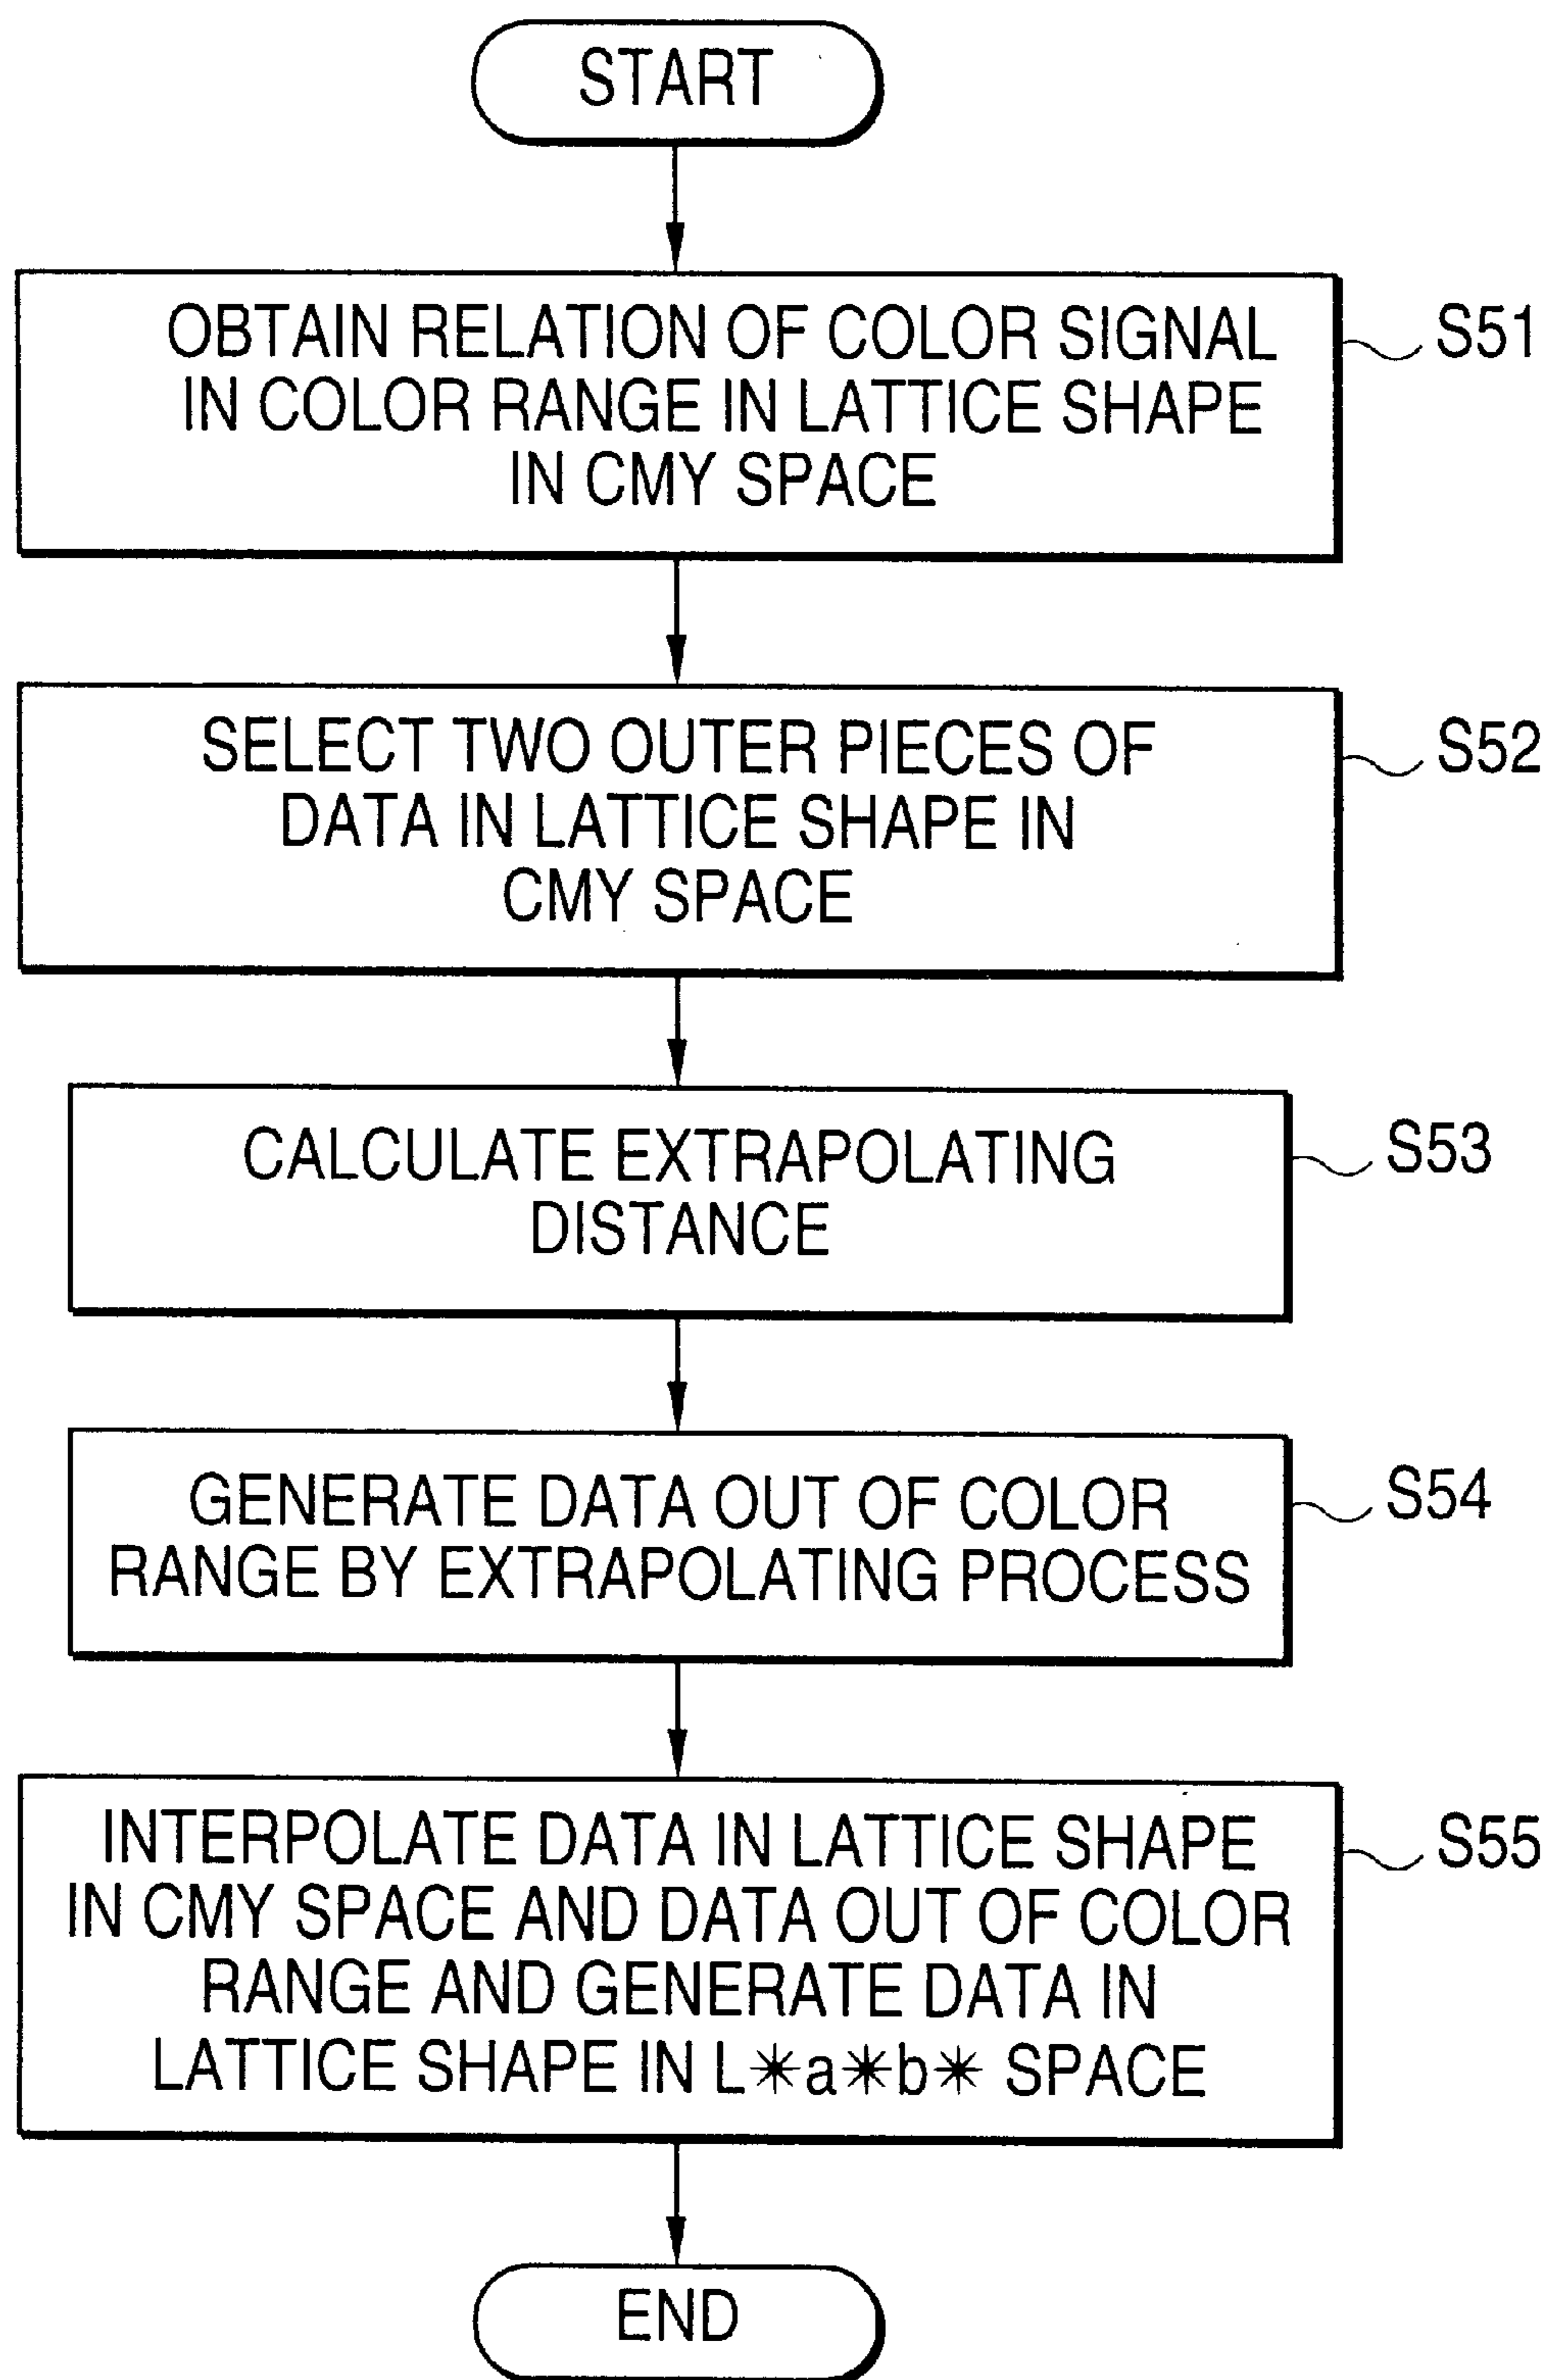 START
OBTAIN RELATION OF COLOR SIGNAL
IN COLOR RANGE IN LATTICE SHAPE
IN CMY SPACE
S51
SELECT TWO OUTER PIECES OF
DATA IN LATTICE SHAPE IN
CMY SPACE
S52
CALCULATE EXTRAPOLATING
DISTANCE
S53
GENERATE DATA OUT OF COLOR
RANGE BY EXTRAPOLATING PROCESS
S54
INTERPOLATE DATA IN LATTICE SHAPE
IN CMY SPACE AND DATA OUT OF COLOR
RANGE AND GENERATE DATA IN
LATTICE SHAPE IN L✳a✳b✳ SPACE
S55
END